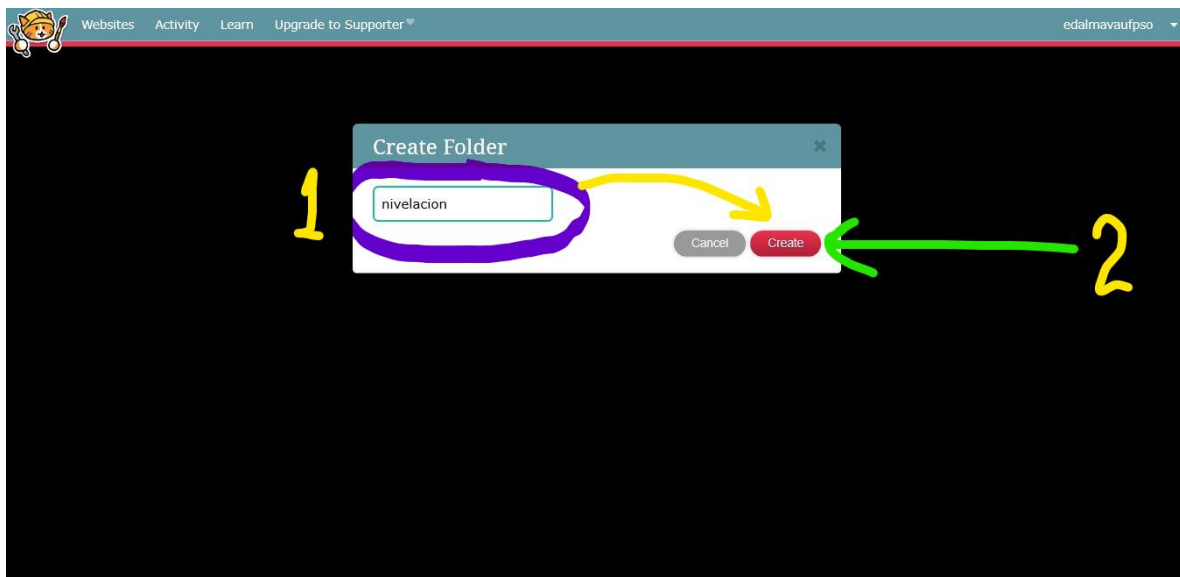 Websites Activity Learn Upgrade to Supporter edalmavaufpso
Create Folder
1
nivelacion
Cancel Create
2